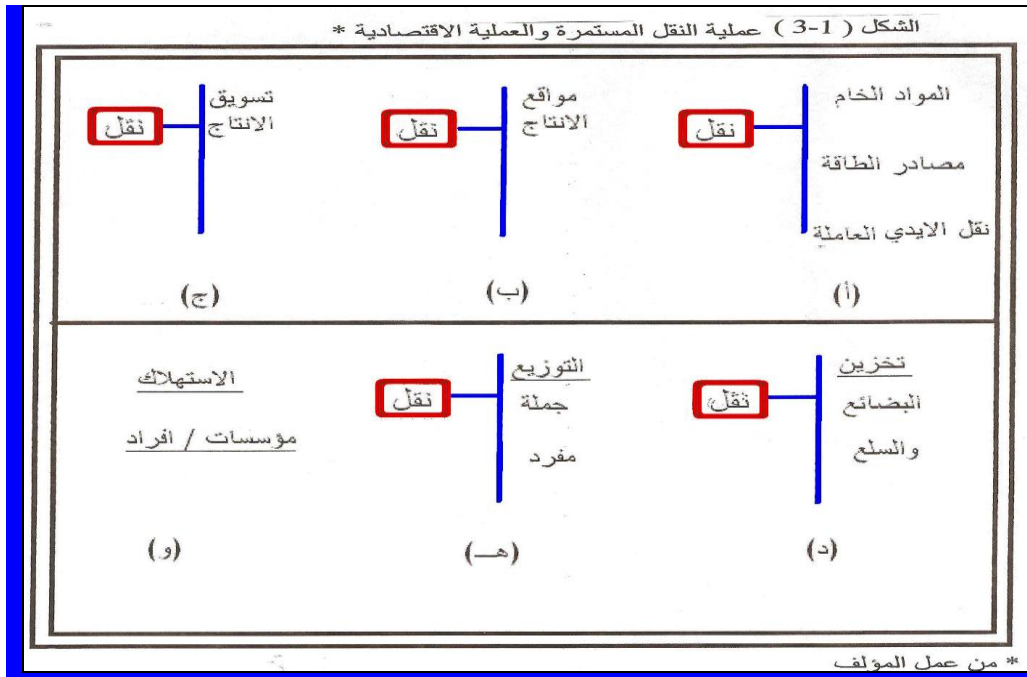 الشكل ( 1-3 ) عملية النقل المستمرة والعملية الاقتصادية *
المواد الخام
نقل
مصادر الطاقة
نقل الايدي العاملة
(أ)
مواقع
الانتاج
نقل
(ب)
تسويق
الانتاج
نقل
(ج)
تخزين
البضائع
والسلع
نقل
(د)
التوزيع
جملة
مفرد
نقل
(هـ)
الاستهلاك
مؤسسات / افراد
(و)
* من عمل المؤلف